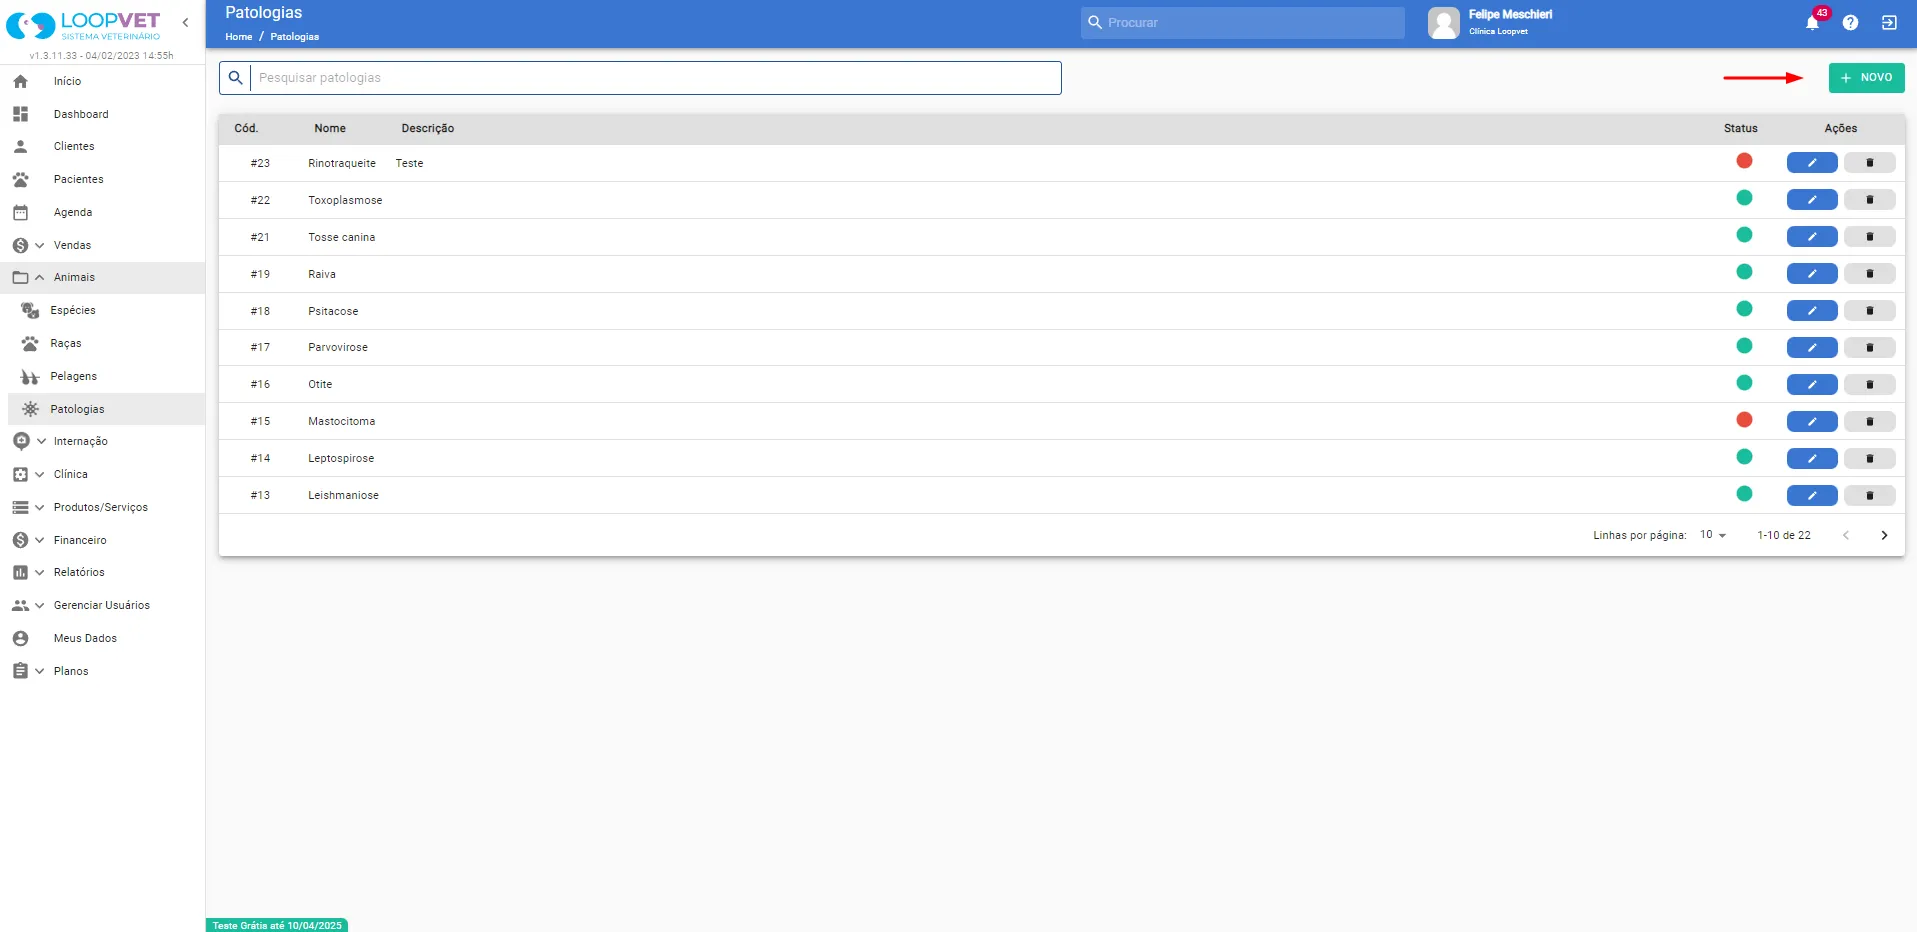 LOOPVET
SISTEMA VETERINÁRIO
v1.3.11.33 - 04/02/2023 14:55h
Início
Dashboard
Clientes
Pacientes
Agenda
Vendas
Animais
Espécies
Raças
Pelagens
Patologias
Internação
Clínica
Produtos/Serviços
Financeiro
Relatórios
Gerenciar Usuários
Meus Dados
Planos
Patologias
Home / Patologias
Procurar
Felipe Meschieri
Clínica Loopvet
43
Pesquisar patologias
+ NOVO
Cód. Nome Descrição Status Ações
#23 Rinotraqueite Teste
#22 Toxoplasmose
#21 Tosse canina
#19 Raiva
#18 Psitacose
#17 Parvovirose
#16 Otite
#15 Mastocitoma
#14 Leptospirose
#13 Leishmaniose
Linhas por página: 10 1-10 de 22
Teste Grátis até 10/04/2025